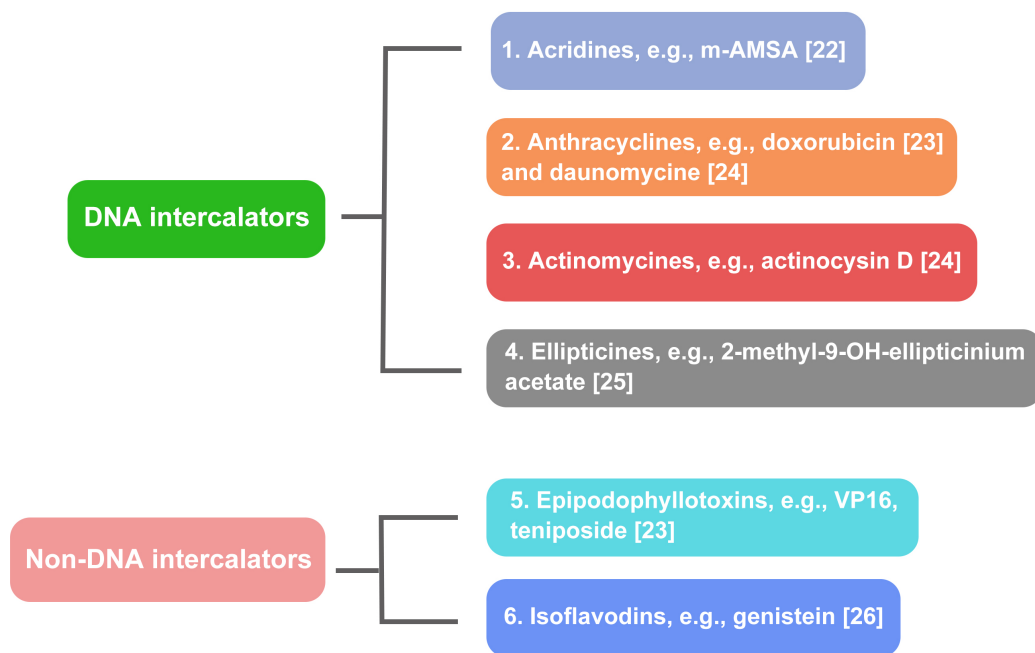 1. Acridines, e.g., m-AMSA [22]
2. Anthracyclines, e.g., doxorubicin [23]
and daunomycine [24]
DNA intercalators
3. Actinomycines, e.g., actinocysin D [24]
4. Ellipticines, e.g., 2-methyl-9-OH-ellipticinium
acetate [25]
5. Epipodophyllotoxins, e.g., VP16,
teniposide [23]
Non-DNA intercalators
6. Isoflavodins, e.g., genistein [26]